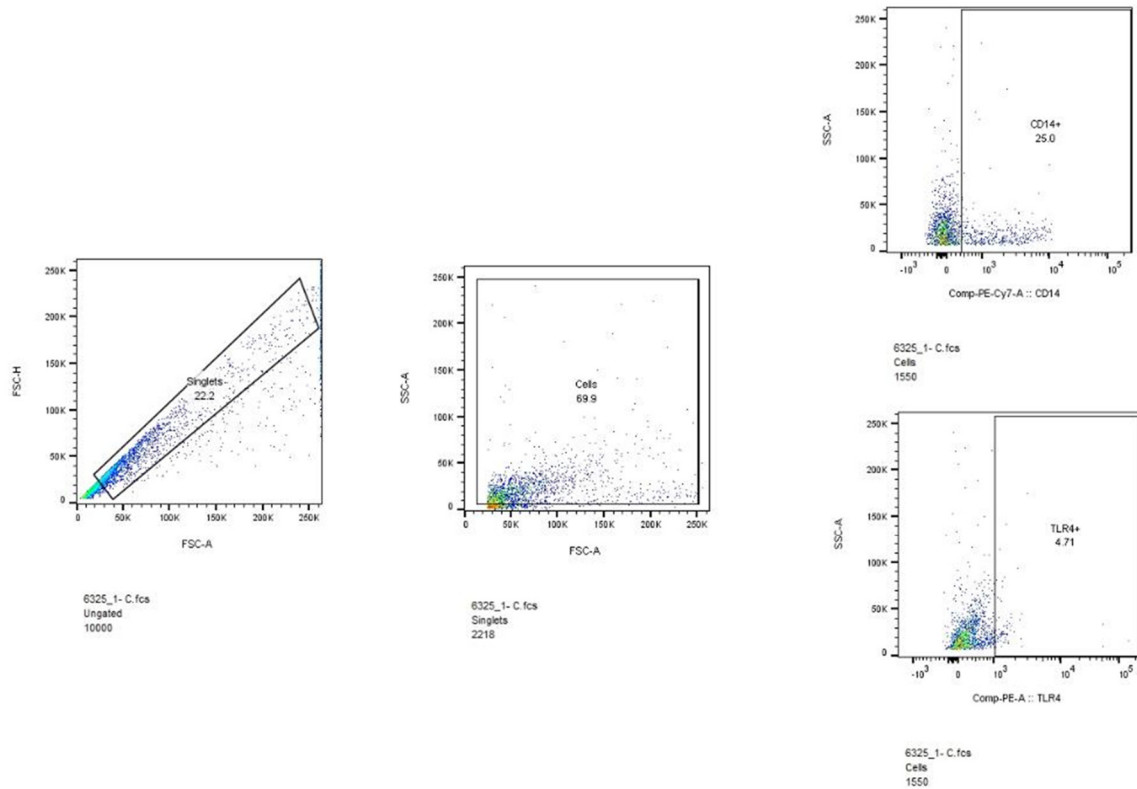 250K
200K
150K
100K
50K
0
FSC-H
Singlets
22.2
0 50K 100K 150K 200K 250K
FSC-A
6325_1- C.fcs
Ungated
10000
250K
200K
150K
100K
50K
0
SSC-A
Cells
69.9
0 50K 100K 150K 200K 250K
FSC-A
6325_1- C.fcs
Singlets
2218
250K
200K
150K
100K
50K
0
SSC-A
CD14+
25.0
-10³ 0 10³ 10⁴ 10⁵
Comp-PE-Cy7-A :: CD14
6325_1- C.fcs
Cells
1550
250K
200K
150K
100K
50K
0
SSC-A
TLR4+
4.71
-10³ 0 10³ 10⁴ 10⁵
Comp-PE-A :: TLR4
6325_1- C.fcs
Cells
1550